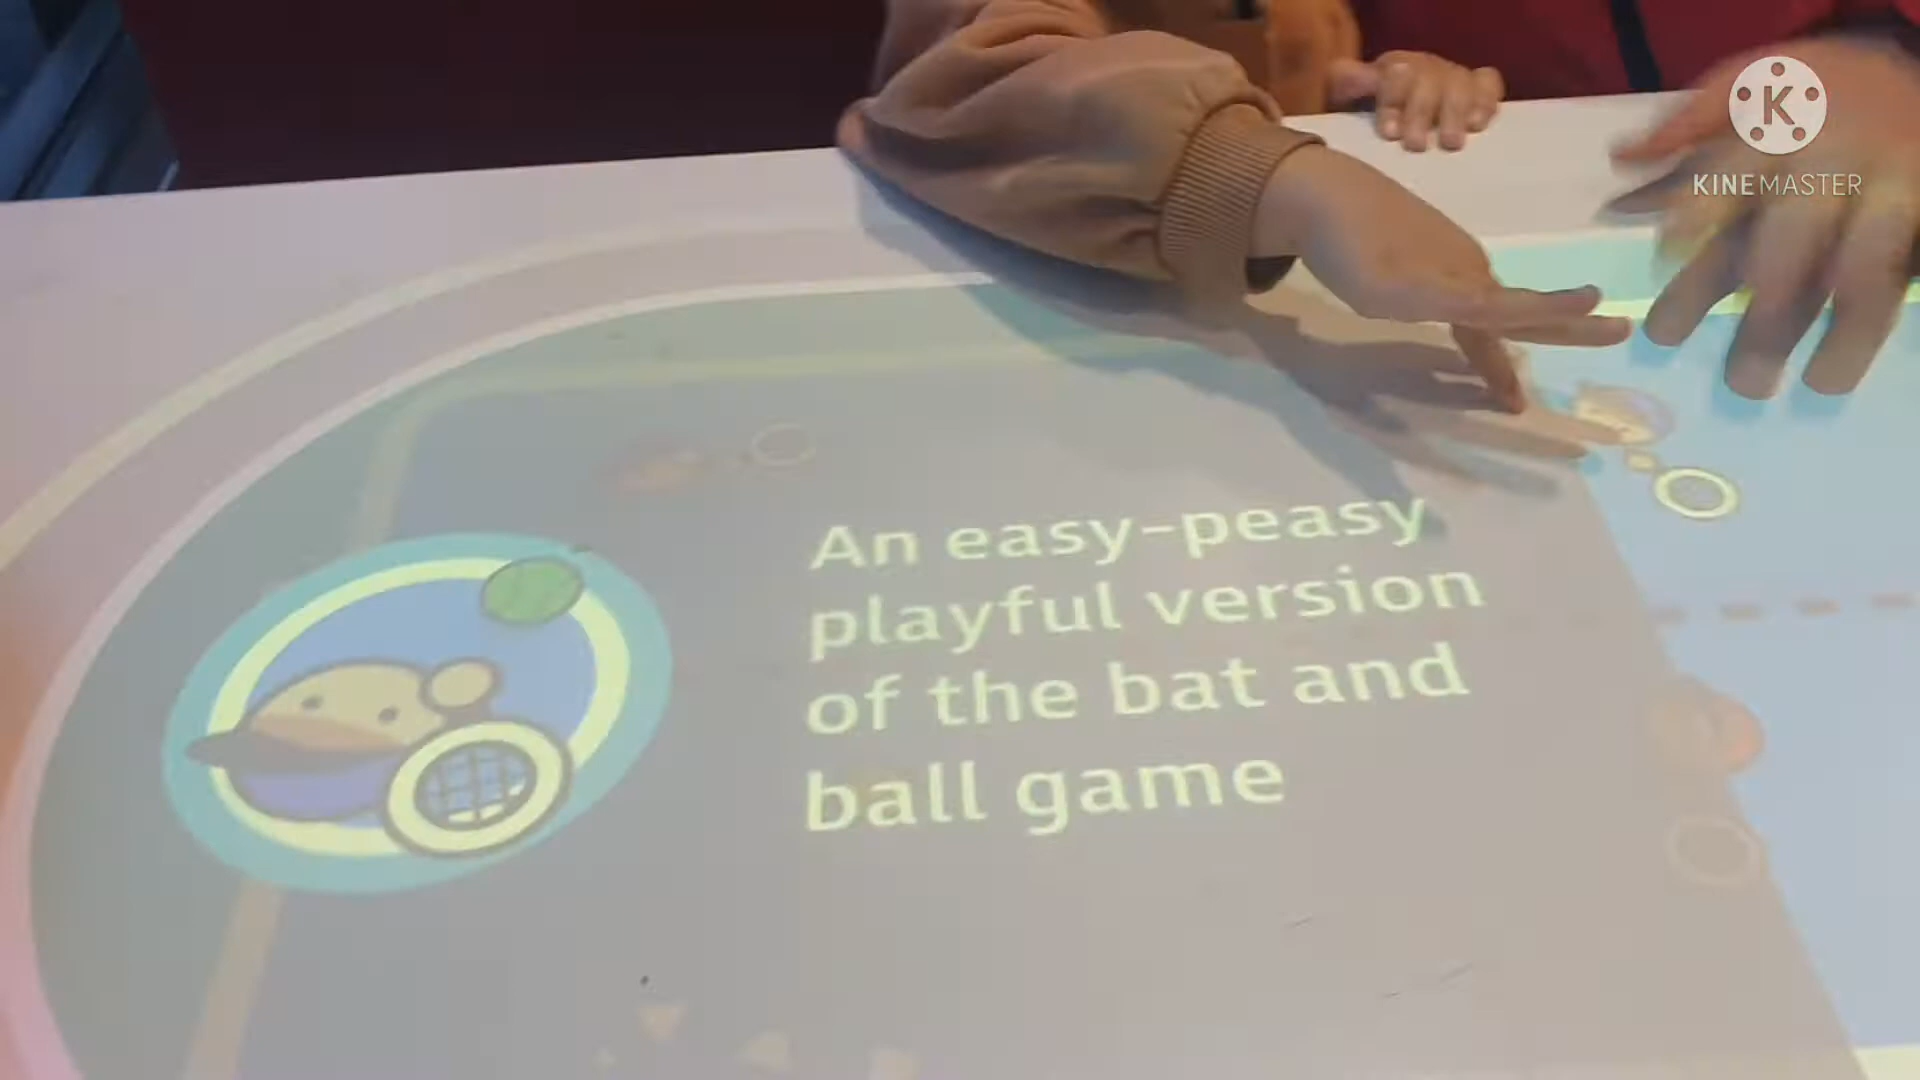 K
KINEMASTER
An easy-peasy
playful version
of the bat and
ball game